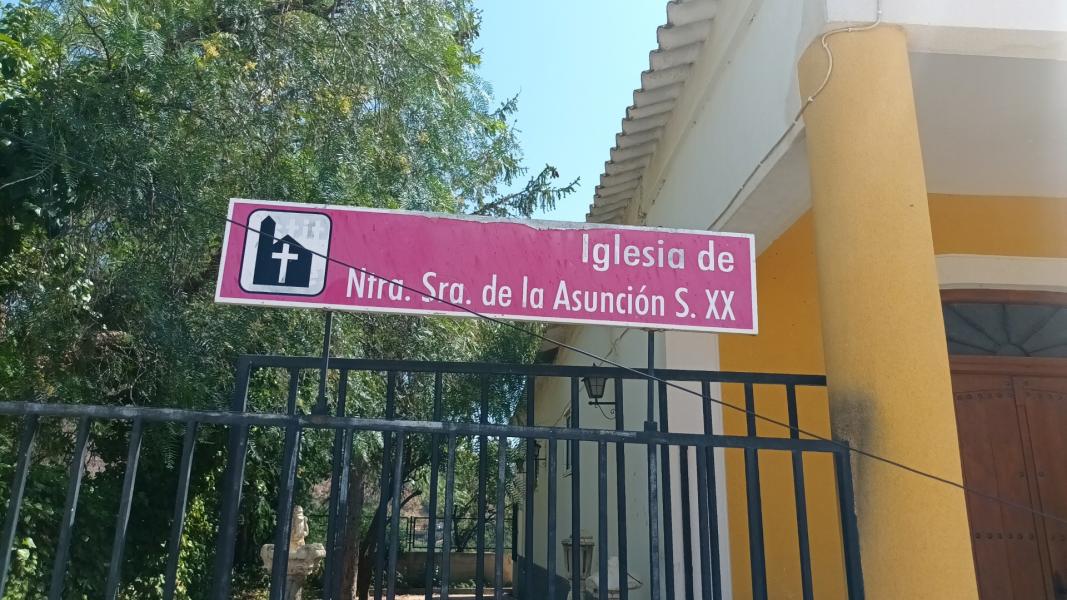 Iglesia de
Ntra. Sra. de la Asunción S. XX